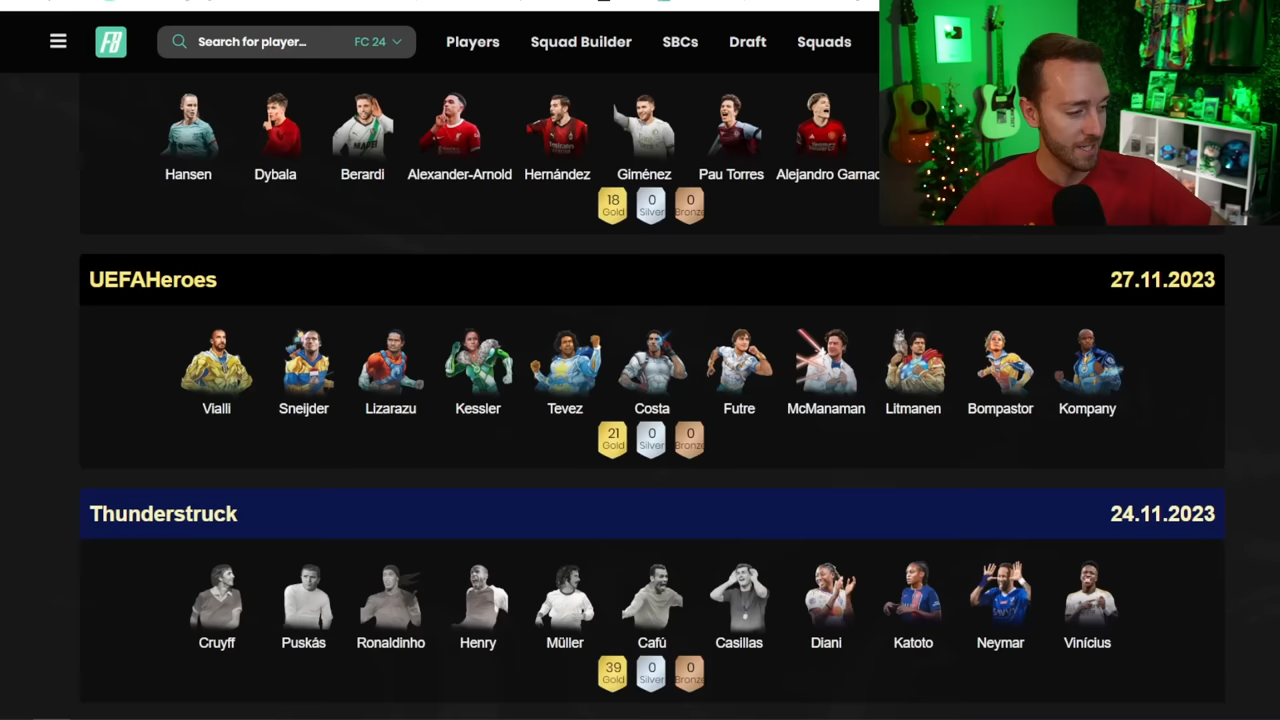 FB Search for player... FC 24 Players Squad Builder SBCs Draft Squads
Hansen Dybala Berardi Alexander-Arnold Hernández Giménez Pau Torres Alejandro Garnac
18 0 0
Gold Silver Bronze
UEFAHeroes 27.11.2023
Vialli Sneijder Lizarazu Kessler Tevez Costa Futre McManaman Litmanen Bompastor Kompany
21 0 0
Gold Silver Bronze
Thunderstruck 24.11.2023
Cruyff Puskás Ronaldinho Henry Müller Cafú Casillas Diani Katoto Neymar Vinícius
39 0 0
Gold Silver Bronze